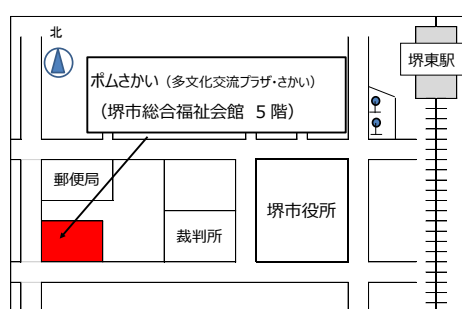 北
堺東駅
ポムさかい（多文化交流プラザ・さかい）
（堺市総合福祉会館 5階）
郵便局
堺市役所
裁判所